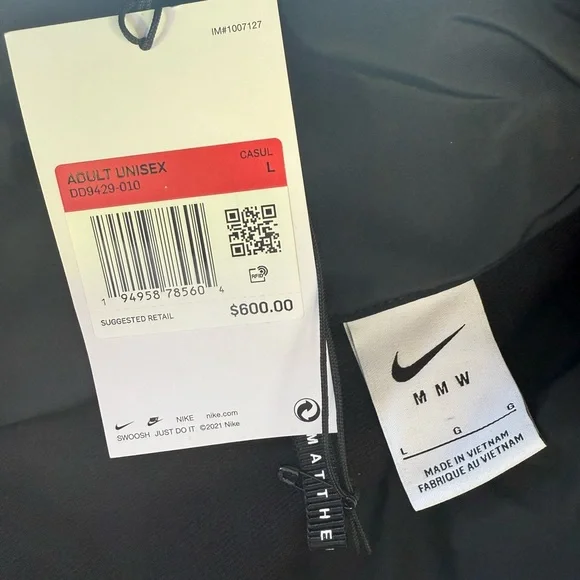 IM#1007127
ADULT UNISEX
CASUL
DD9429-010
L
RFID
1 94958 78560 4
SUGGESTED RETAIL
$600.00
NIKE nike.com
SWOOSH JUST DO IT. ©2021 Nike
MATTHE
MMW
L G G
MADE IN VIETNAM
FABRIQUE AU VIETNAM